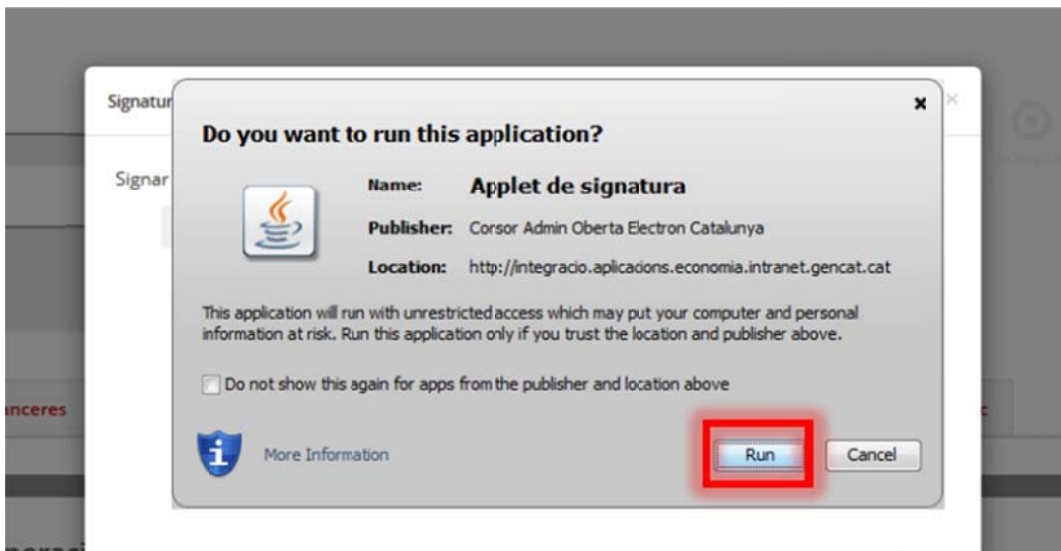 Signatur
Do you want to run this application?
Signar
Name: Applet de signatura
Publisher: Corsor Admin Oberta Electron Catalunya
Location: http://integracio.aplicacions.economia.intranet.gencat.cat
This application will run with unrestricted access which may put your computer and personal
information at risk. Run this application only if you trust the location and publisher above.
Do not show this again for apps from the publisher and location above
anceres
c
More Information
Run
Cancel